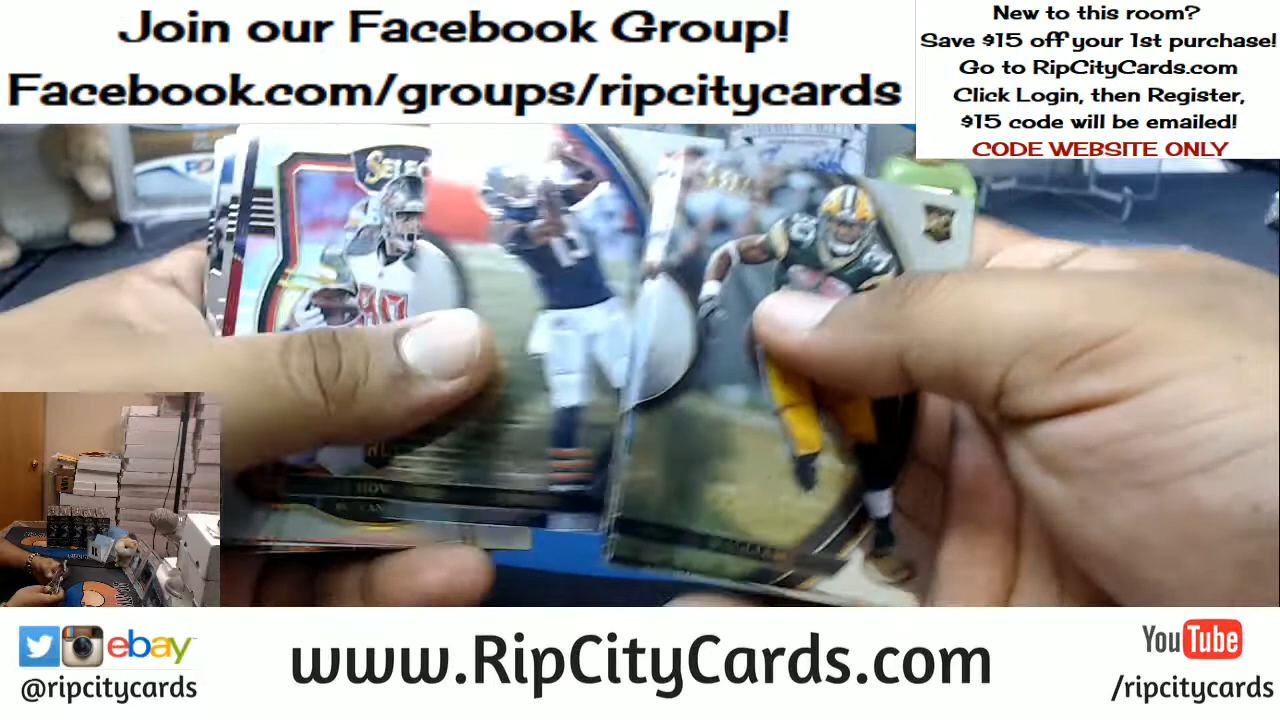 Join our Facebook Group!
Facebook.com/groups/ripcitycards
New to this room?
Save $15 off your 1st purchase!
Go to RipCityCards.com
Click Login, then Register,
$15 code will be emailed!
CODE WEBSITE ONLY
SELEC
HOW
ebay
@ripcitycards
www.RipCityCards.com
YouTube
/ripcitycards